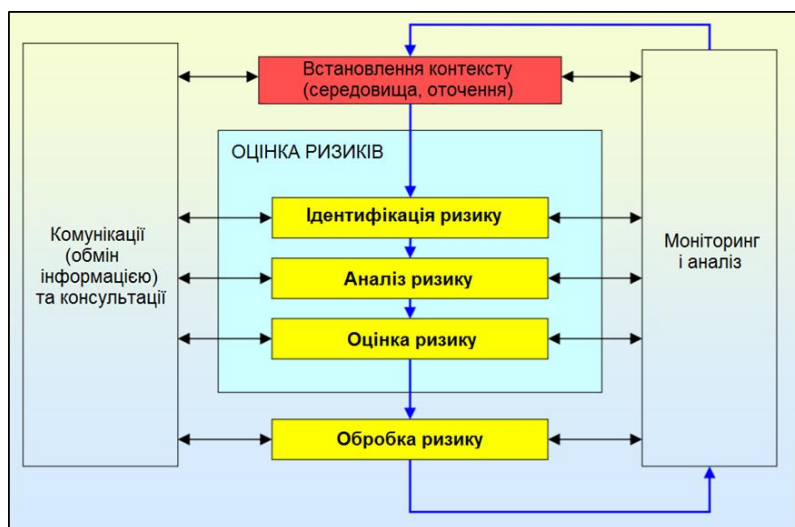 Встановлення контексту
(середовища, оточення)
ОЦІНКА РИЗИКІВ
Ідентифікація ризику
Аналіз ризику
Оцінка ризику
Обробка ризику
Комунікації
(обмін
інформацією)
та консультації
Моніторинг
і аналіз